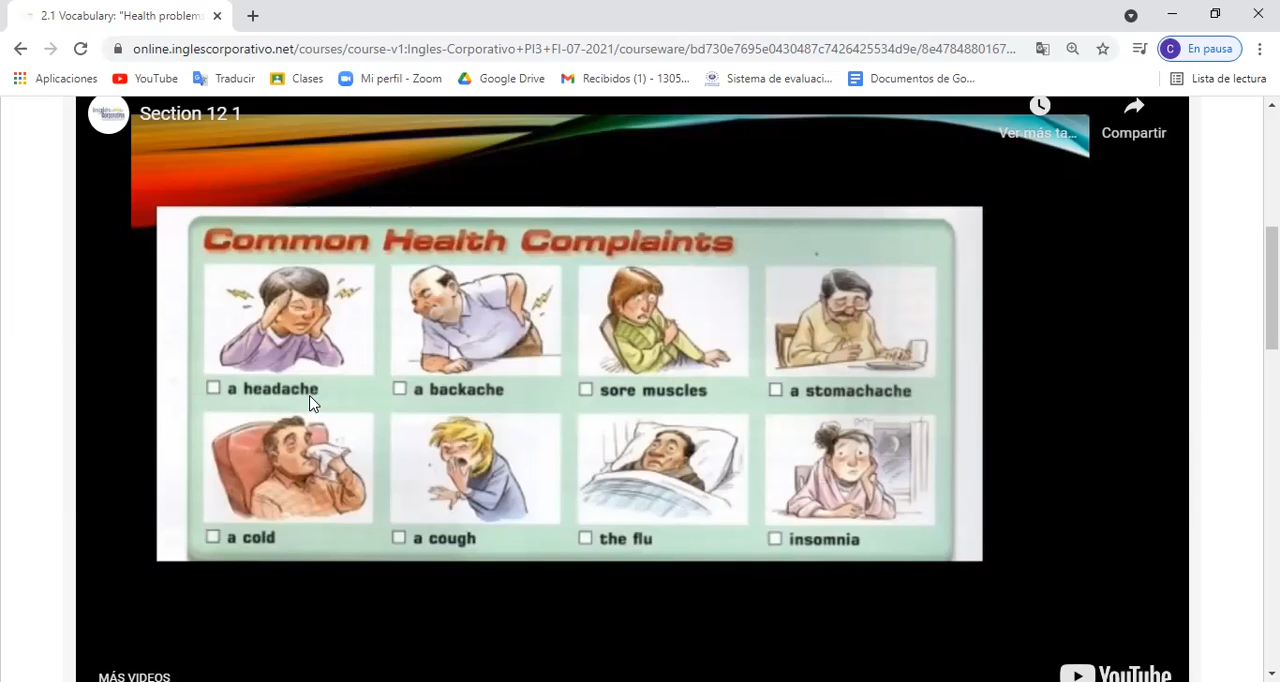 2.1 Vocabulary: "Health problem
online.inglescorporativo.net/courses/course-v1:Ingles-Corporativo+PI3+FI-07-2021/courseware/bd730e7695e0430487c7426425534d9e/8e4784880167...
C En pausa
Aplicaciones YouTube Traducir Clases Mi perfil - Zoom Google Drive Recibidos (1) - 1305... Sistema de evaluaci... Documentos de Go... Lista de lectura
Section 12 1
Ver más ta... Compartir
Common Health Complaints
a headache a backache sore muscles a stomachache
a cold a cough the flu insomnia
MÁS VIDEOS
YouTube